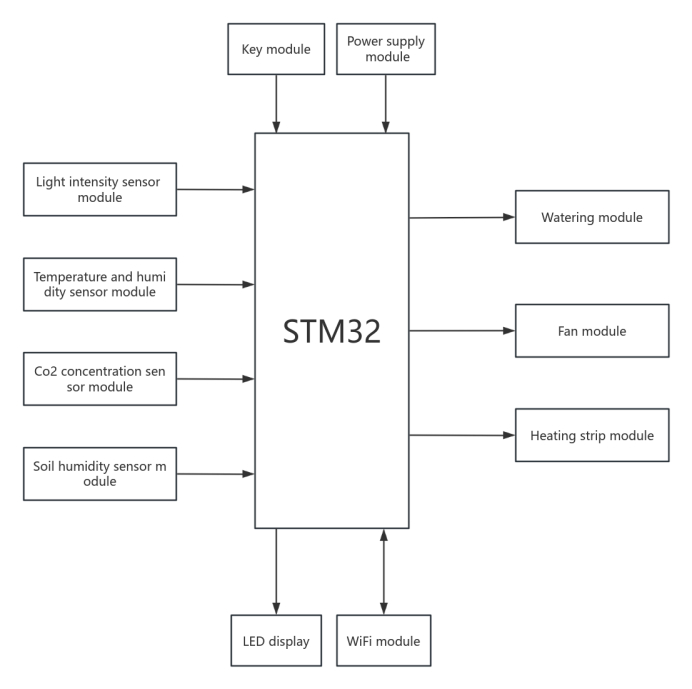 Key module
Power supply
module
Light intensity sensor
module
Temperature and humi
dity sensor module
Co2 concentration sen
sor module
Soil humidity sensor m
odule
STM32
Watering module
Fan module
Heating strip module
LED display
WiFi module